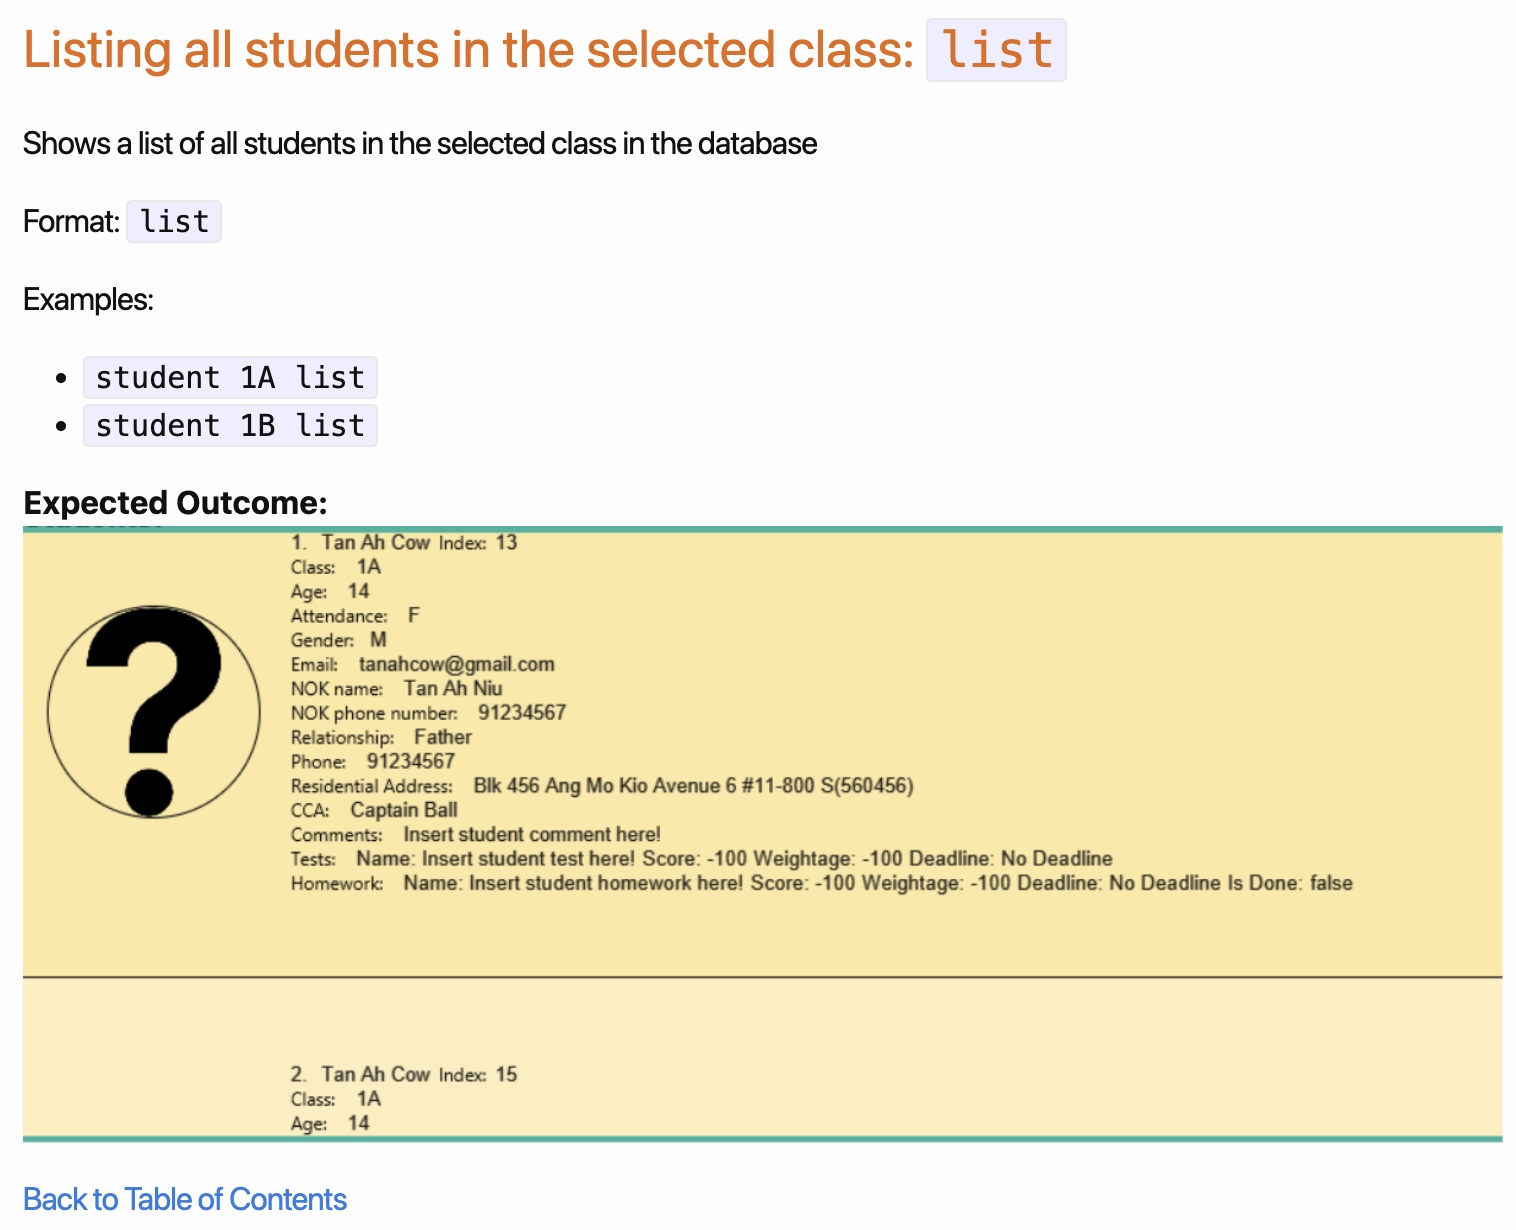 Listing all students in the selected class: list
Shows a list of all students in the selected class in the database
Format: list
Examples:
• student 1A list
• student 1B list
Expected Outcome:
1. Tan Ah Cow Index: 13
Class: 1A
Age: 14
Attendance: F
Gender: M
Email: tanahcow@gmail.com
NOK name: Tan Ah Niu
NOK phone number: 91234567
Relationship: Father
Phone: 91234567
Residential Address: Blk 456 Ang Mo Kio Avenue 6 #11-800 S(560456)
CCA: Captain Ball
Comments: Insert student comment here!
Tests: Name: Insert student test here! Score: -100 Weightage: -100 Deadline: No Deadline
Homework: Name: Insert student homework here! Score: -100 Weightage: -100 Deadline: No Deadline Is Done: false
2. Tan Ah Cow Index: 15
Class: 1A
Age: 14
Back to Table of Contents